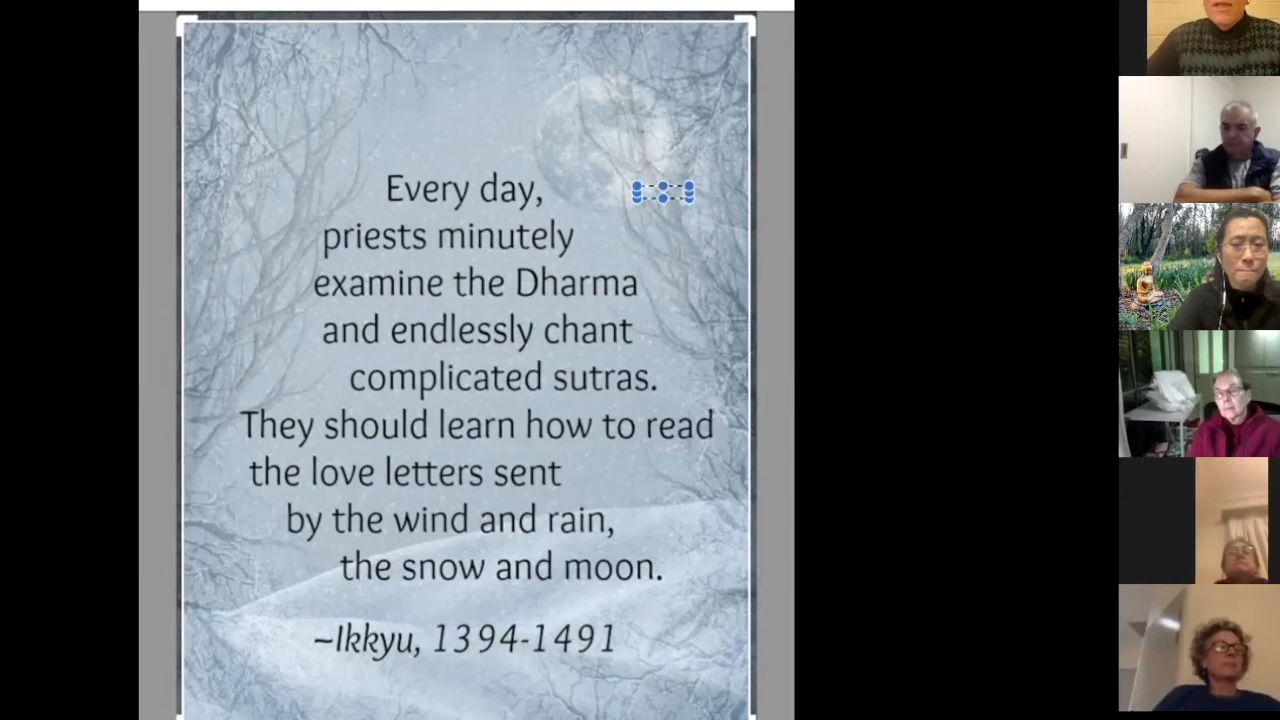 Every day,
priests minutely
examine the Dharma
and endlessly chant
complicated sutras.
They should learn how to read
the love letters sent
by the wind and rain,
the snow and moon.
~Ikkyu, 1394-1491